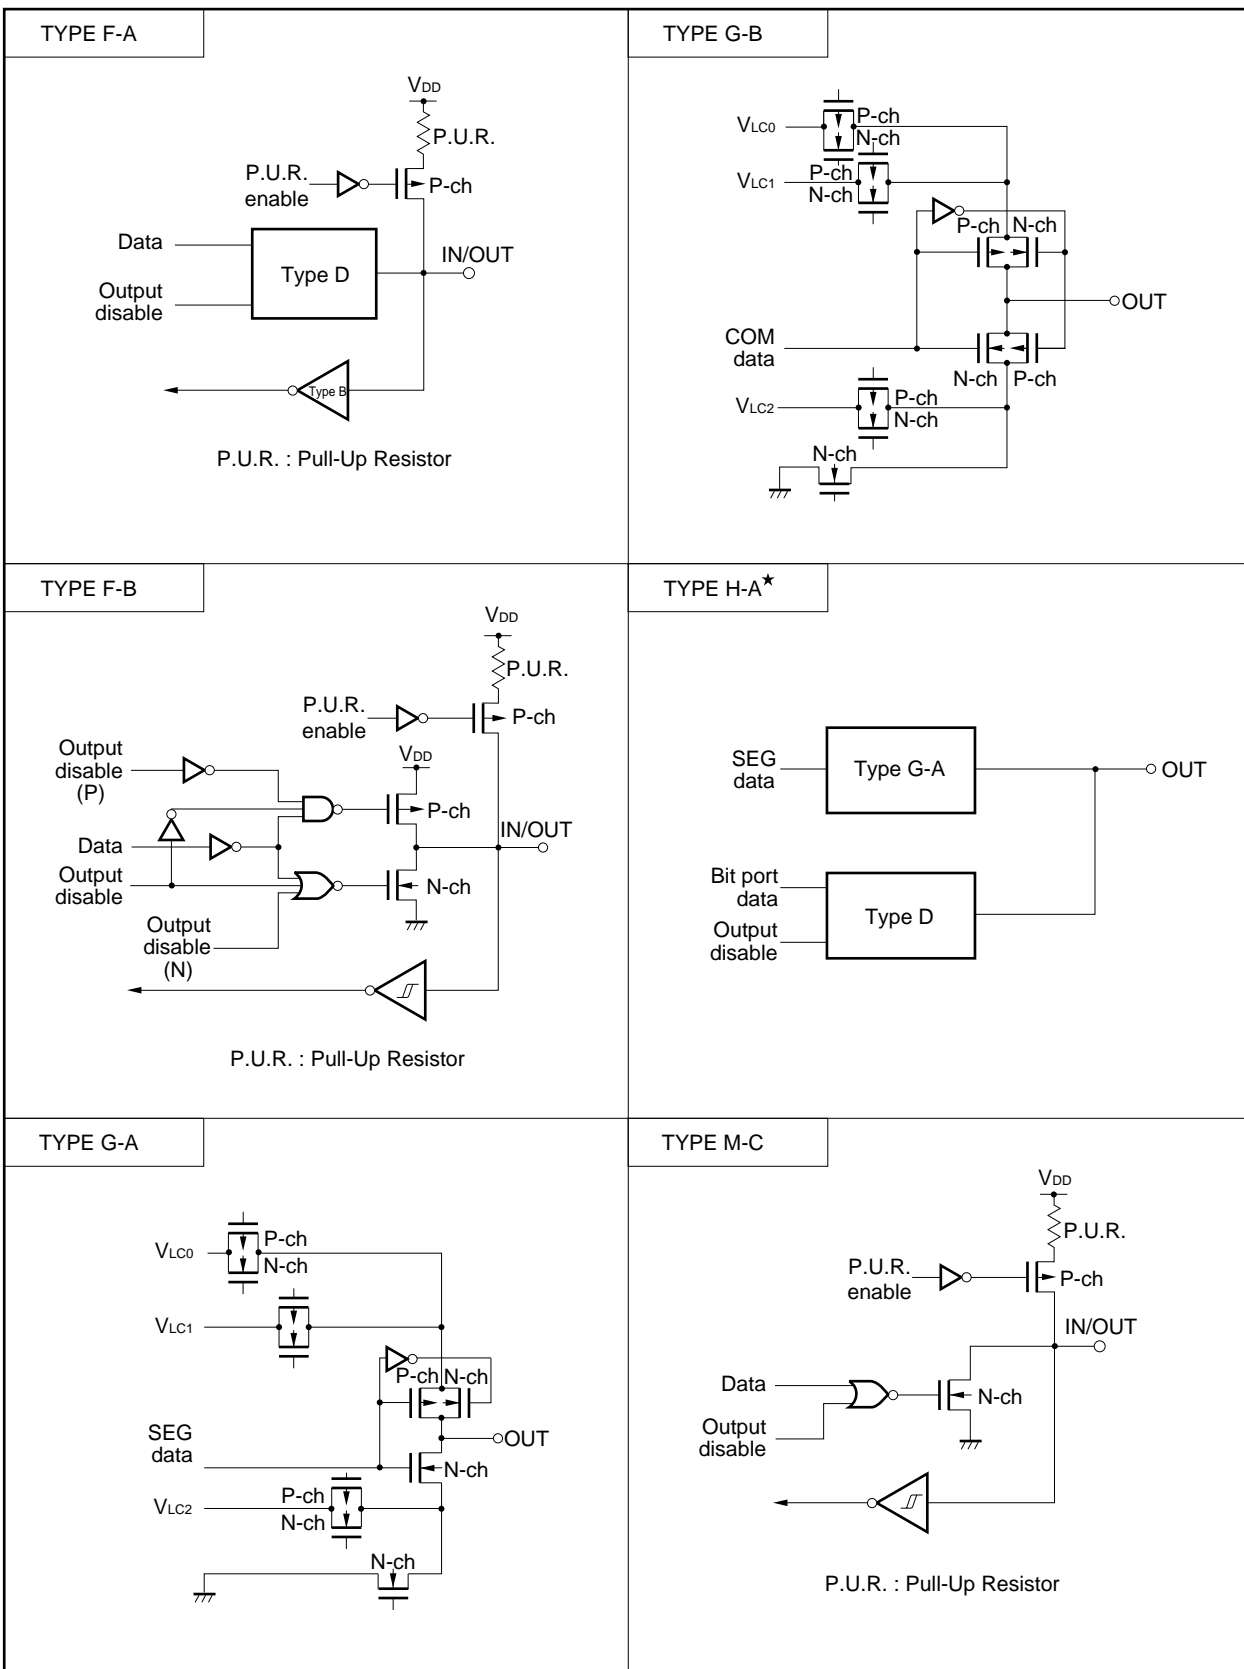 TYPE F-A
VDD
P.U.R.
P.U.R.
enable
P-ch
Data
IN/OUT
Type D
Output
disable
Type B
P.U.R. : Pull-Up Resistor
TYPE G-B
VLC0
P-ch
N-ch
VLC1
P-ch
N-ch
P-ch N-ch
OUT
COM
data
N-ch P-ch
VLC2
P-ch
N-ch
N-ch
TYPE F-B
VDD
P.U.R.
P.U.R.
enable
P-ch
Output
disable
(P)
VDD
P-ch
Data
IN/OUT
Output
disable
N-ch
Output
disable
(N)
P.U.R. : Pull-Up Resistor
TYPE H-A★
SEG
data
Type G-A
OUT
Bit port
data
Type D
Output
disable
TYPE G-A
VLC0
P-ch
N-ch
VLC1
P-ch N-ch
SEG
data
OUT
N-ch
VLC2
P-ch
N-ch
N-ch
TYPE M-C
VDD
P.U.R.
P.U.R.
enable
P-ch
IN/OUT
Data
N-ch
Output
disable
P.U.R. : Pull-Up Resistor